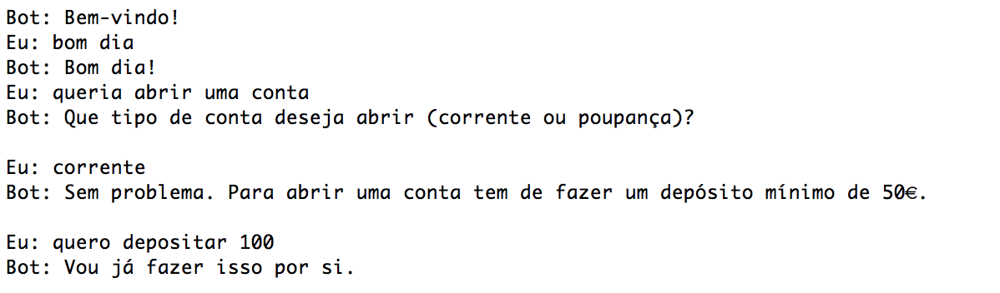 Bot: Bem-vindo!
Eu: bom dia
Bot: Bom dia!
Eu: queria abrir uma conta
Bot: Que tipo de conta deseja abrir (corrente ou poupança)?
Eu: corrente
Bot: Sem problema. Para abrir uma conta tem de fazer um depósito mínimo de 50€.
Eu: quero depositar 100
Bot: Vou já fazer isso por si.